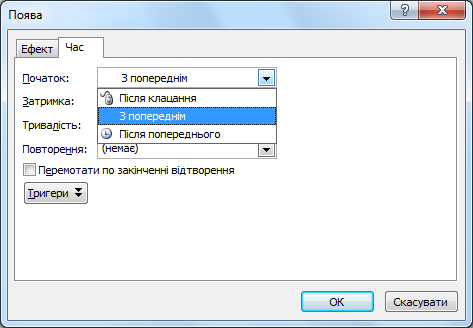 Поява
Ефект Час
Початок: З попереднім
Затримка: Після клацання
З попереднім
Тривалість: Після попереднього
Повторення: (немає)
Перемотати по закінченні відтворення
Тригери
ОК Скасувати